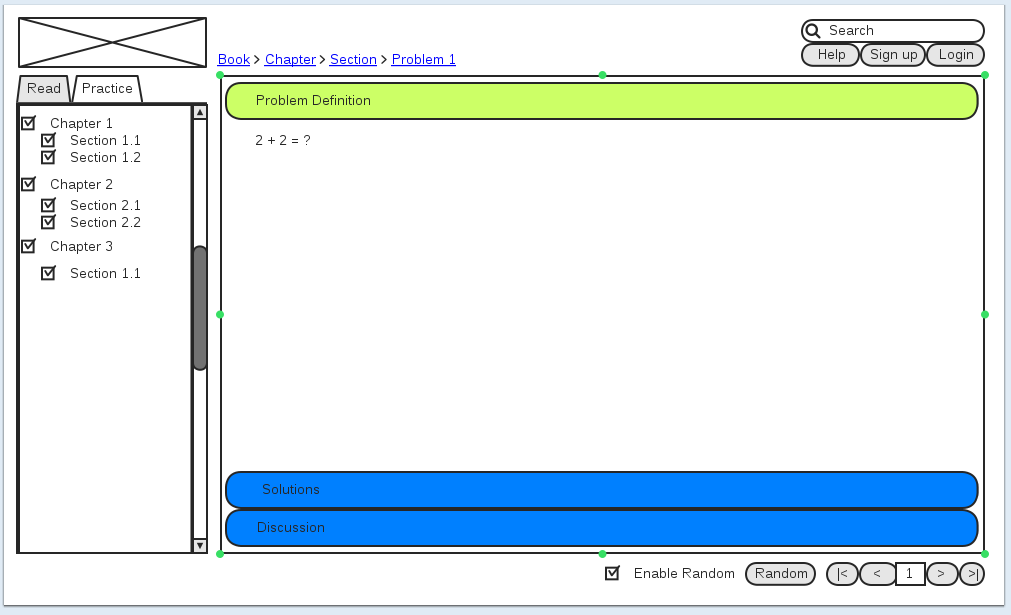 Search
Book > Chapter > Section > Problem 1
Help Sign up Login
Read Practice
Problem Definition
Chapter 1
Section 1.1
Section 1.2
Chapter 2
Section 2.1
Section 2.2
Chapter 3
Section 1.1
2 + 2 = ?
Solutions
Discussion
Enable Random Random |< < 1 > >|